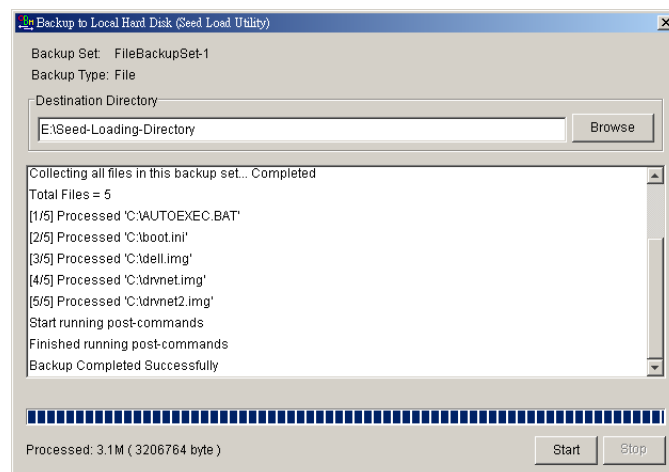 Backup to Local Hard Disk (Seed Load Utility)
Backup Set: FileBackupSet-1
Backup Type: File
Destination Directory
E:\Seed-Loading-Directory
Browse
Collecting all files in this backup set... Completed
Total Files = 5
[1/5] Processed 'C:\AUTOEXEC.BAT'
[2/5] Processed 'C:\boot.ini'
[3/5] Processed 'C:\dell.img'
[4/5] Processed 'C:\drvnet.img'
[5/5] Processed 'C:\drvnet2.img'
Start running post-commands
Finished running post-commands
Backup Completed Successfully
Processed: 3.1M ( 3206764 byte )
Start
Stop